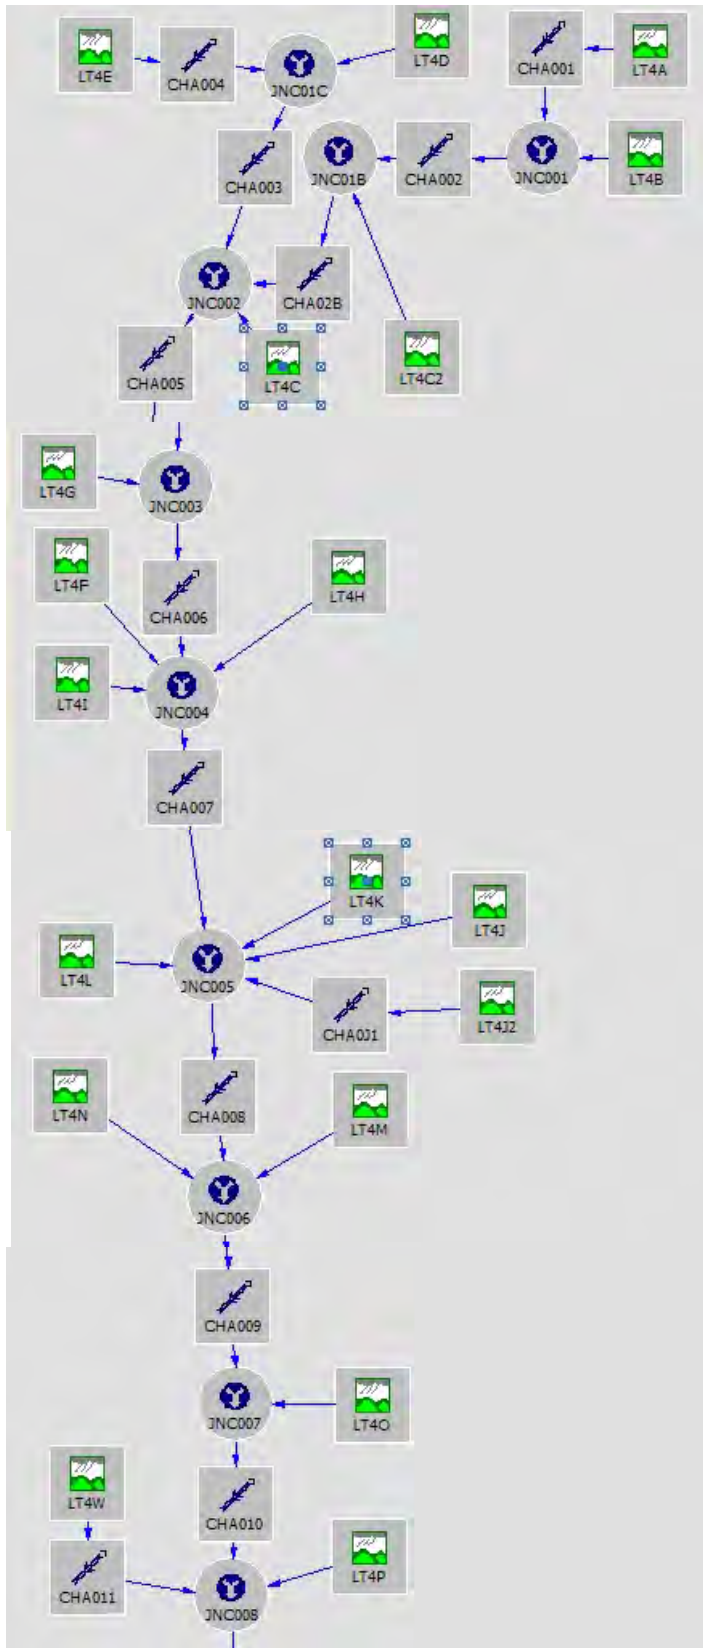 LT4E
CHA004
JNC01C
LT4D
CHA001
LT4A
CHA003
JNC01B
CHA002
JNC001
LT4B
JNC002
CHA02B
CHA005
LT4C
LT4C2
LT4G
JNC003
LT4F
CHA006
LT4H
LT4I
JNC004
CHA007
LT4K
LT4J
LT4L
JNC005
CHA0J1
LT4J2
LT4N
CHA008
LT4M
JNC006
CHA009
JNC007
LT4O
LT4W
CHA010
CHA011
JNC008
LT4P